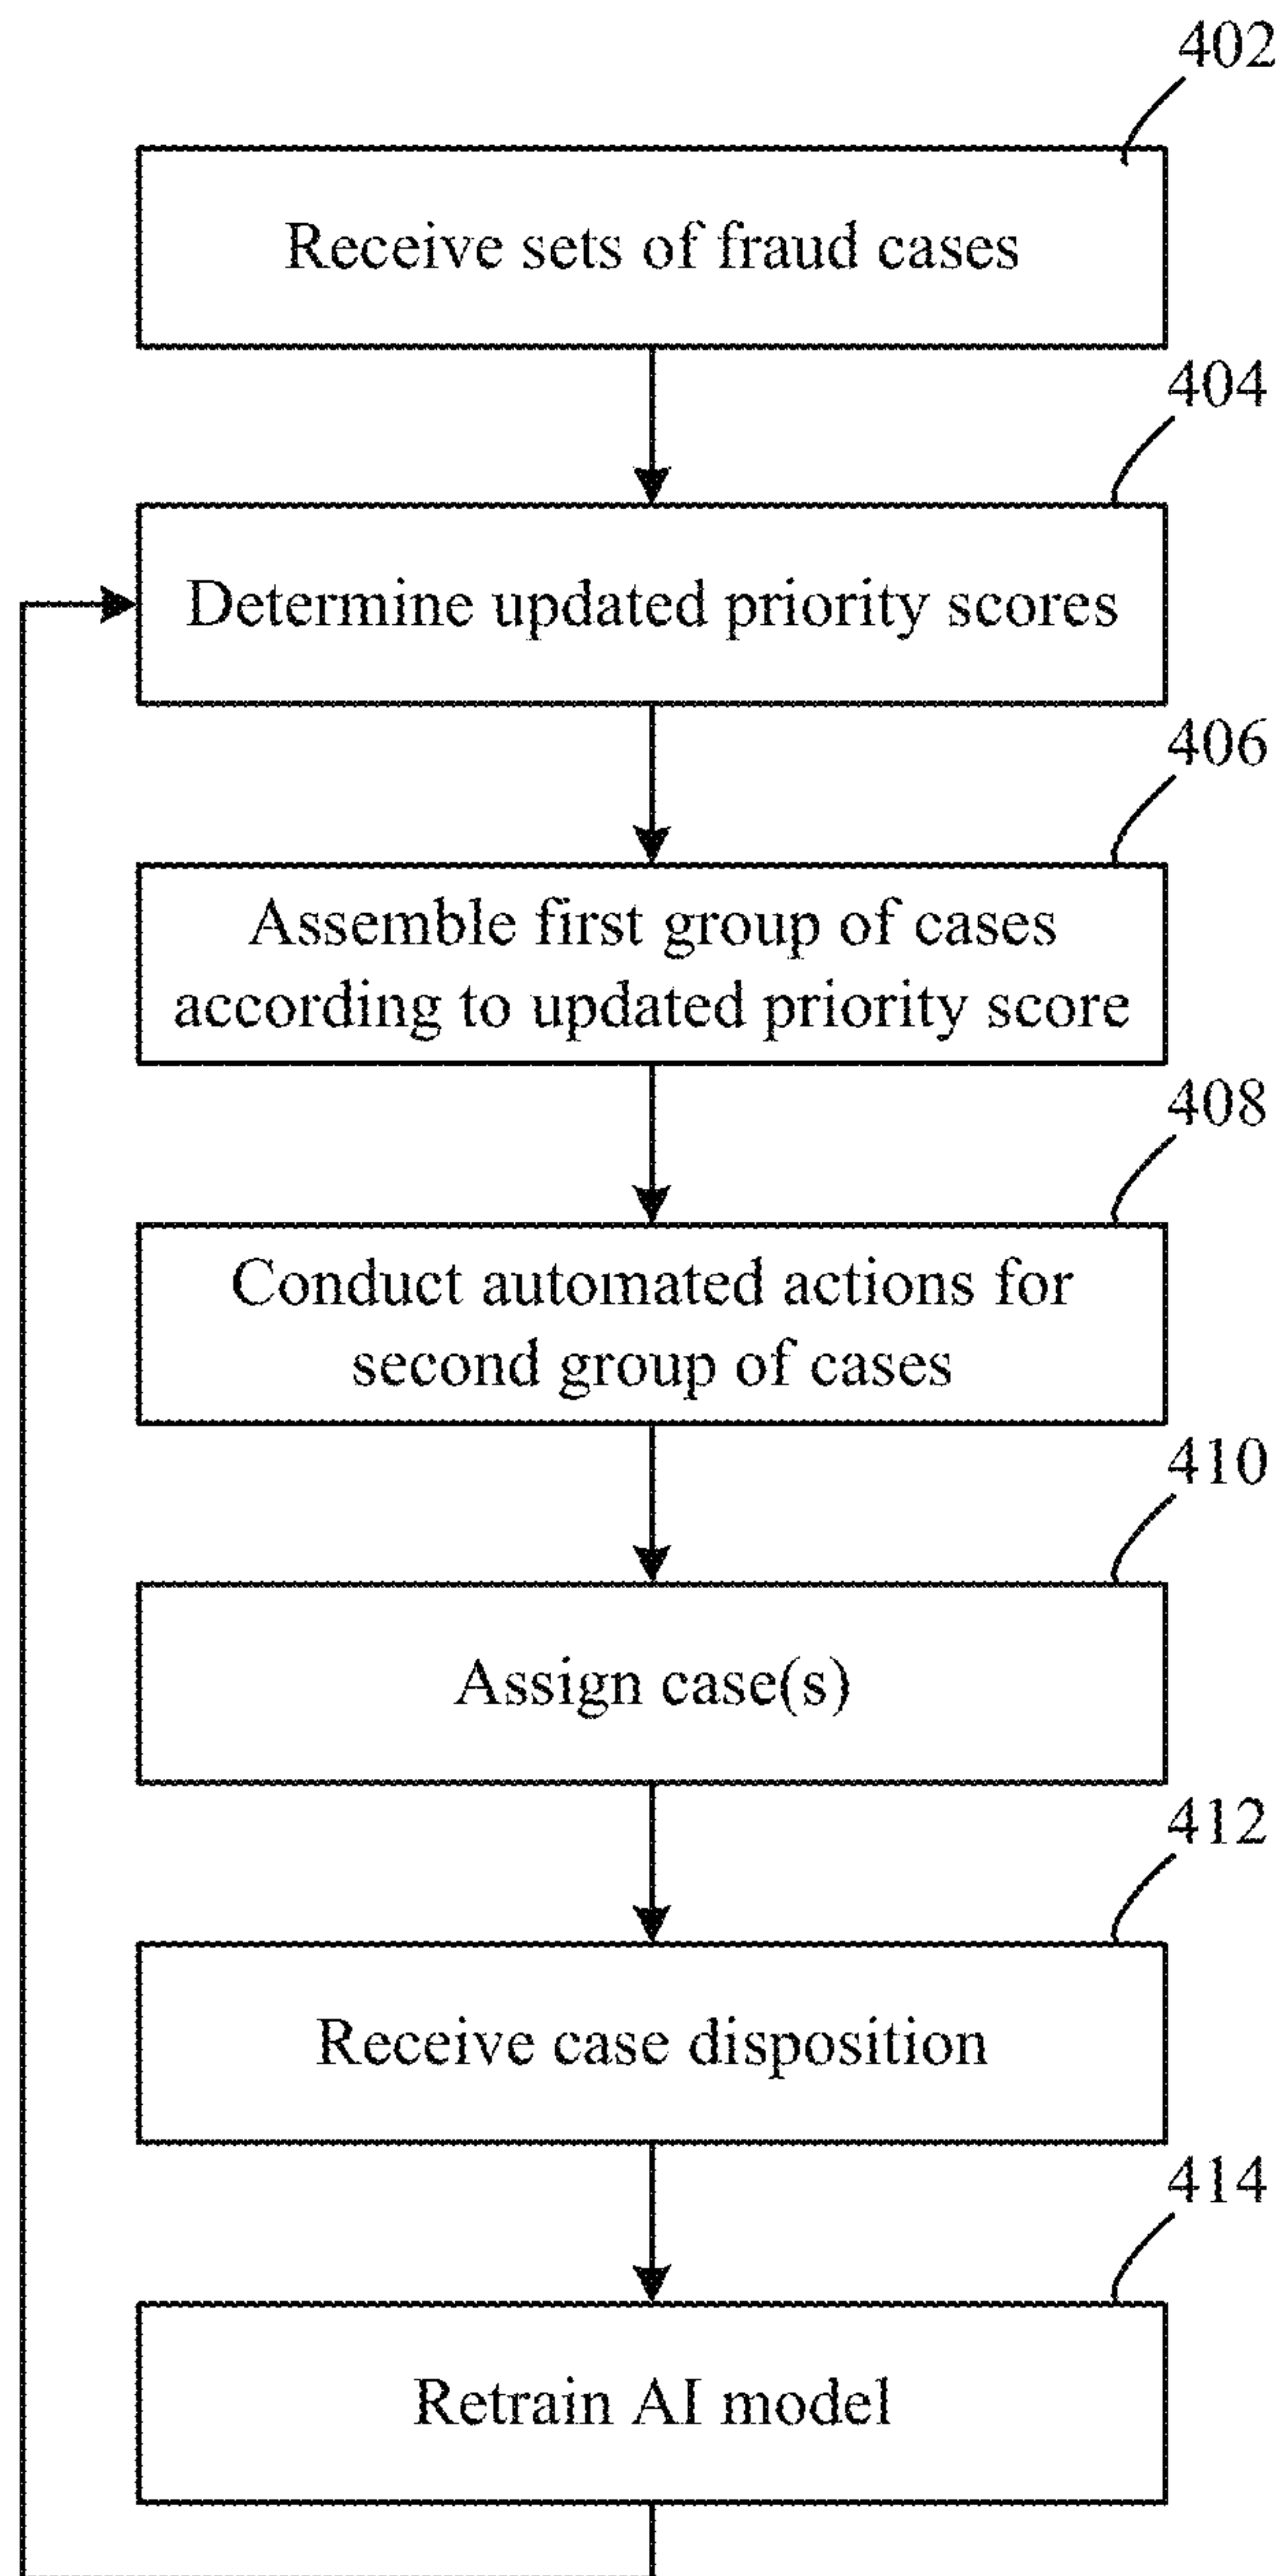 402
Receive sets of fraud cases
404
Determine updated priority scores
406
Assemble first group of cases
according to updated priority score
408
Conduct automated actions for
second group of cases
410
Assign case(s)
412
Receive case disposition
414
Retrain AI model